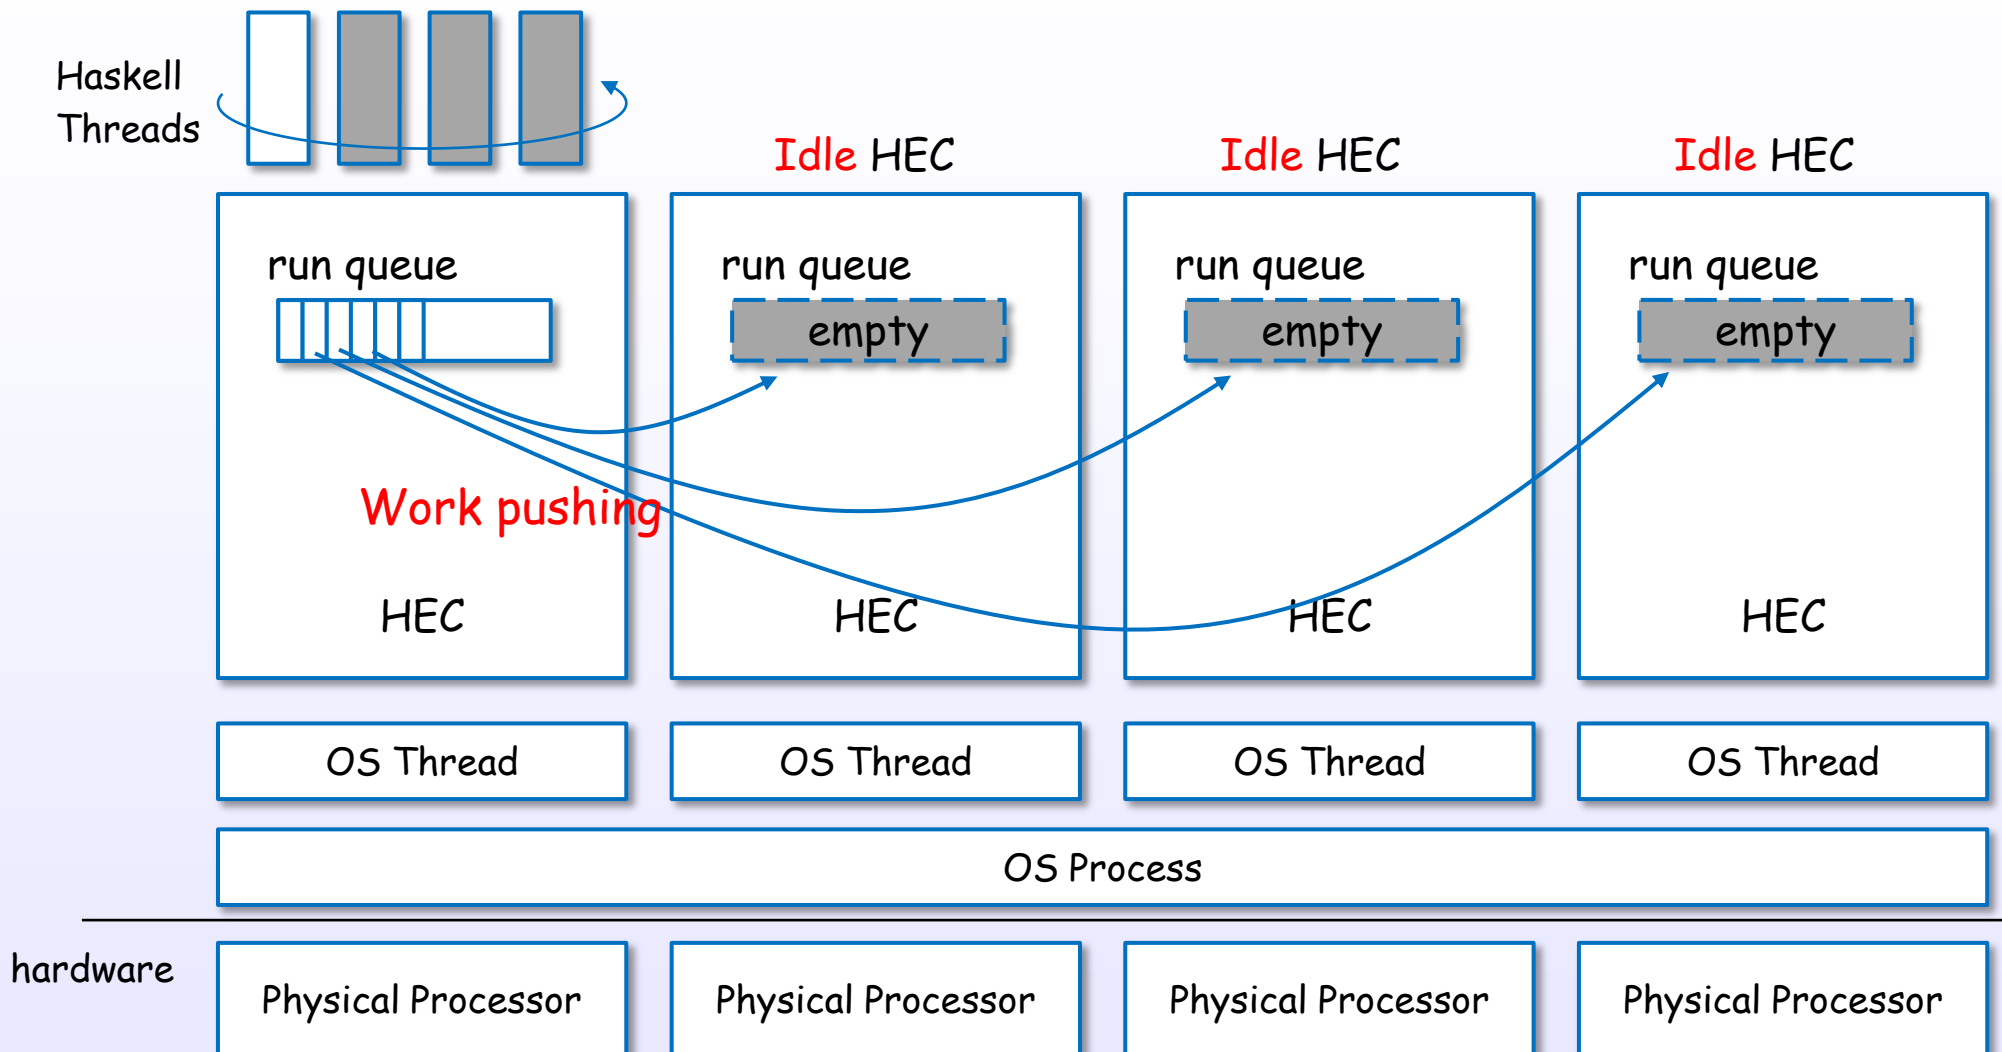 Haskell
Threads
Idle HEC
Idle HEC
Idle HEC
run queue
run queue
run queue
run queue
empty
empty
empty
Work pushing
HEC
HEC
HEC
HEC
OS Thread
OS Thread
OS Thread
OS Thread
OS Process
hardware
Physical Processor
Physical Processor
Physical Processor
Physical Processor